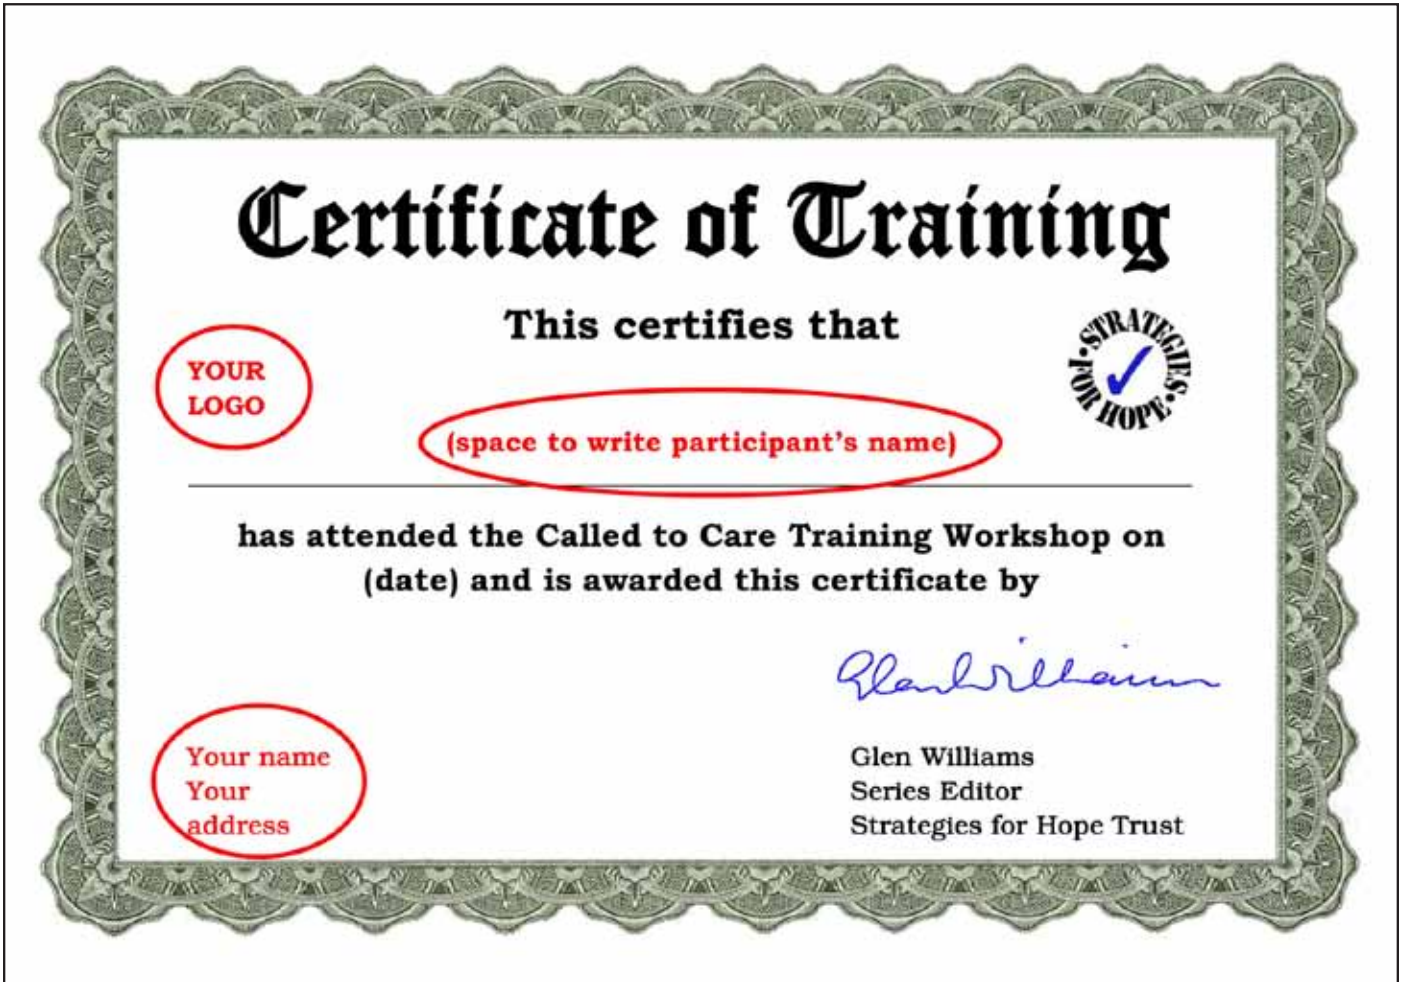 Certificate of Training
This certifies that
YOUR
LOGO
•STRATEGIES•
FOR HOPE
(space to write participant's name)
has attended the Called to Care Training Workshop on
(date) and is awarded this certificate by
Glen Williams
Your name
Your
address
Glen Williams
Series Editor
Strategies for Hope Trust